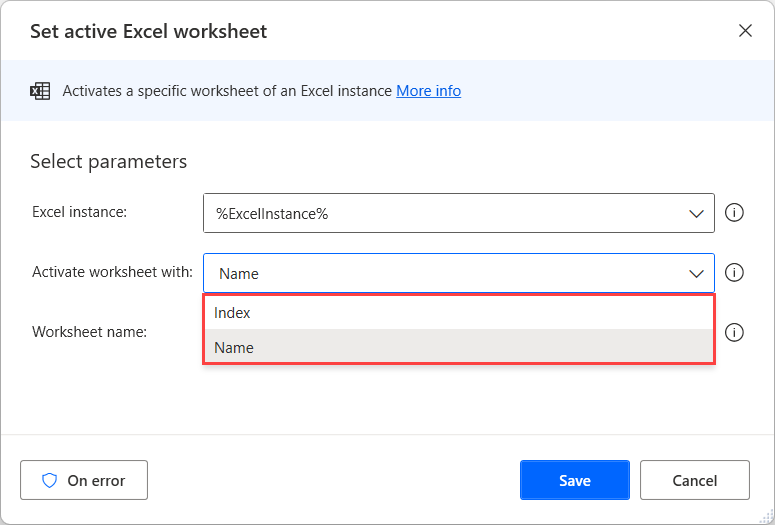 Set active Excel worksheet
Activates a specific worksheet of an Excel instance More info
Select parameters
Excel instance: %ExcelInstance%
Activate worksheet with: Name
Index
Worksheet name:
Name
On error Save Cancel